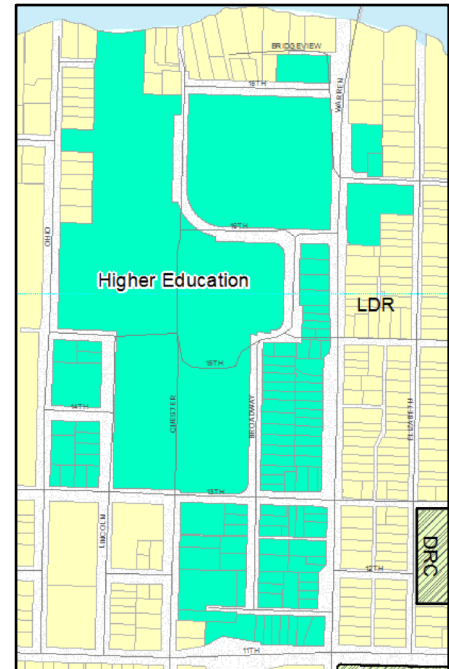 BRIDGEVIEW
18TH
WARREN
OHIO
16TH
Higher Education
LDR
15TH
14TH
CHESTER
BROADWAY
ELIZABETH
13TH
LINCOLN
DRC
12TH
11TH